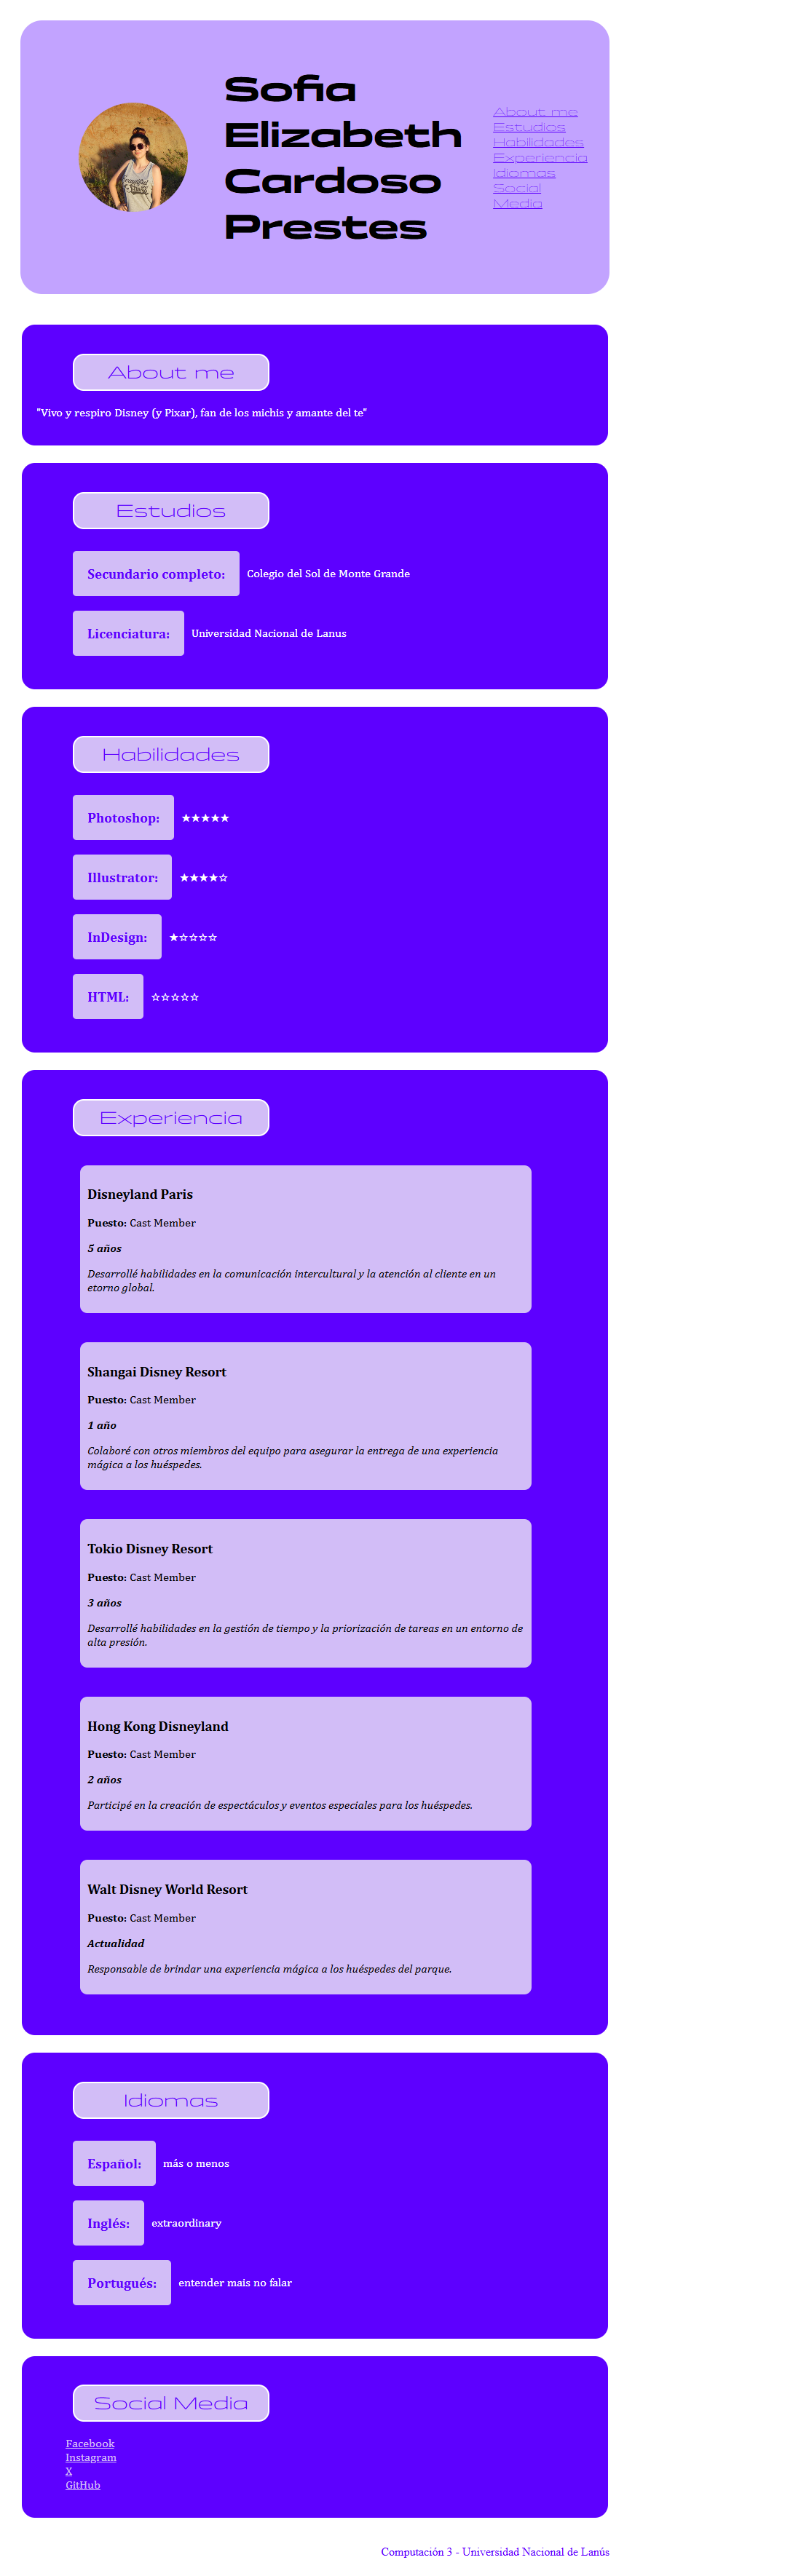 Sofia
Elizabeth
Cardoso
Prestes
About me
Estudios
Habilidades
Experiencia
Idiomas
Social
Media
About me
"Vivo y respiro Disney (y Pixar), fan de los michis y amante del te"
Estudios
Secundario completo: Colegio del Sol de Monte Grande
Licenciatura: Universidad Nacional de Lanus
Habilidades
Photoshop: ★★★★★
Illustrator: ★★★★☆
InDesign: ★☆☆☆☆
HTML: ☆☆☆☆☆
Experiencia
Disneyland Paris
Puesto: Cast Member
5 años
Desarrollé habilidades en la comunicación intercultural y la atención al cliente en un
etorno global.
Shangai Disney Resort
Puesto: Cast Member
1 año
Colaboré con otros miembros del equipo para asegurar la entrega de una experiencia
mágica a los huéspedes.
Tokio Disney Resort
Puesto: Cast Member
3 años
Desarrollé habilidades en la gestión de tiempo y la priorización de tareas en un entorno de
alta presión.
Hong Kong Disneyland
Puesto: Cast Member
2 años
Participé en la creación de espectáculos y eventos especiales para los huéspedes.
Walt Disney World Resort
Puesto: Cast Member
Actualidad
Responsable de brindar una experiencia mágica a los huéspedes del parque.
Idiomas
Español: más o menos
Inglés: extraordinary
Portugués: entender mais no falar
Social Media
Facebook
Instagram
X
GitHub
Computación 3 - Universidad Nacional de Lanús